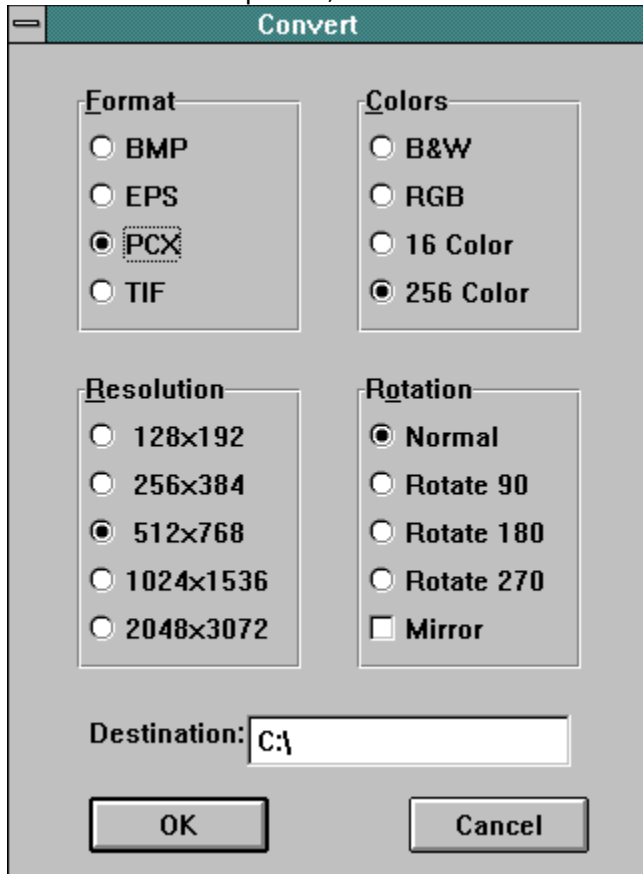 Convert
Format
BMP
EPS
PCX
TIF
Colors
B&W
RGB
16 Color
256 Color
Resolution
128x192
256x384
512x768
1024x1536
2048x3072
Rotation
Normal
Rotate 90
Rotate 180
Rotate 270
Mirror
Destination: C:\
OK
Cancel